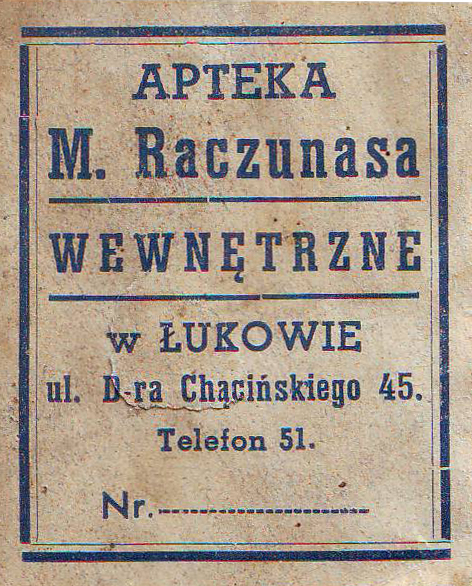 APTEKA
M. Raczunasa
WEWNĘTRZNE
w ŁUKOWIE
ul. D-ra Chącińskiego 45.
Telefon 51.
Nr.--------------------